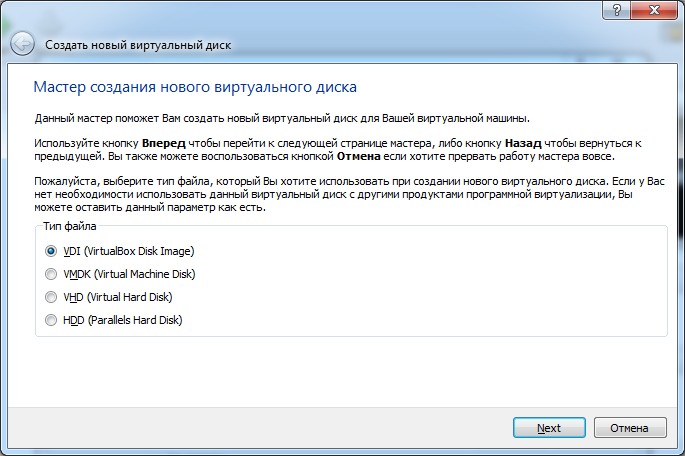 ?
Создать новый виртуальный диск
Мастер создания нового виртуального диска
Данный мастер поможет Вам создать новый виртуальный диск для Вашей виртуальной машины.
Используйте кнопку Вперед чтобы перейти к следующей странице мастера, либо кнопку Назад чтобы вернуться к
предыдущей. Вы также можете воспользоваться кнопкой Отмена если хотите прервать работу мастера вовсе.
Пожалуйста, выберите тип файла, который Вы хотите использовать при создании нового виртуального диска. Если у Вас
нет необходимости использовать данный виртуальный диск с другими продуктами программной виртуализации, Вы
можете оставить данный параметр как есть.
Тип файла
VDI (VirtualBox Disk Image)
VMDK (Virtual Machine Disk)
VHD (Virtual Hard Disk)
HDD (Parallels Hard Disk)
Next
Отмена